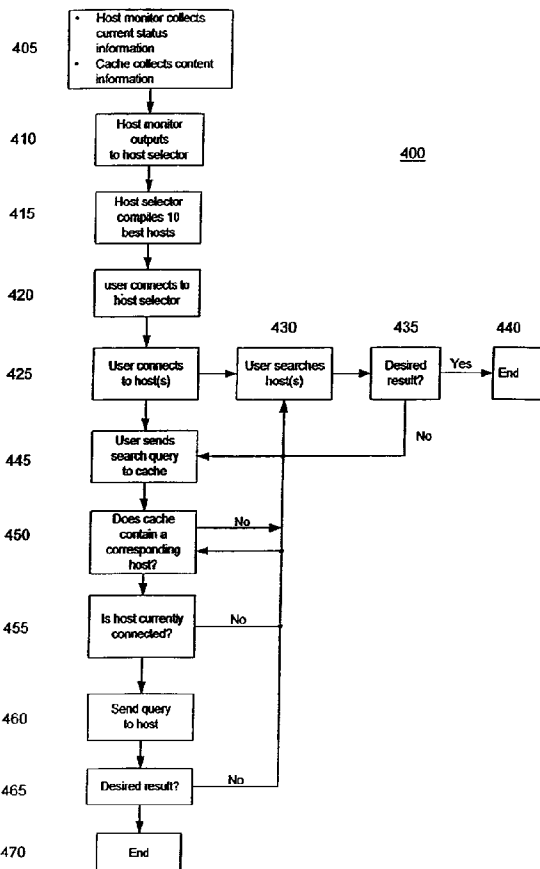 405
• Host monitor collects
current status
information
• Cache collects content
information
410
Host monitor
outputs
to host selector
400
415
Host selector
compiles 10
best hosts
420
user connects to
host selector
430
435
440
425
User connects
to host(s)
User searches
host(s)
Desired
result?
Yes
End
No
445
User sends
search query
to cache
450
Does cache
contain a
corresponding
host?
No
455
Is host currently
connected?
No
460
Send query
to host
465
Desired result?
No
470
End